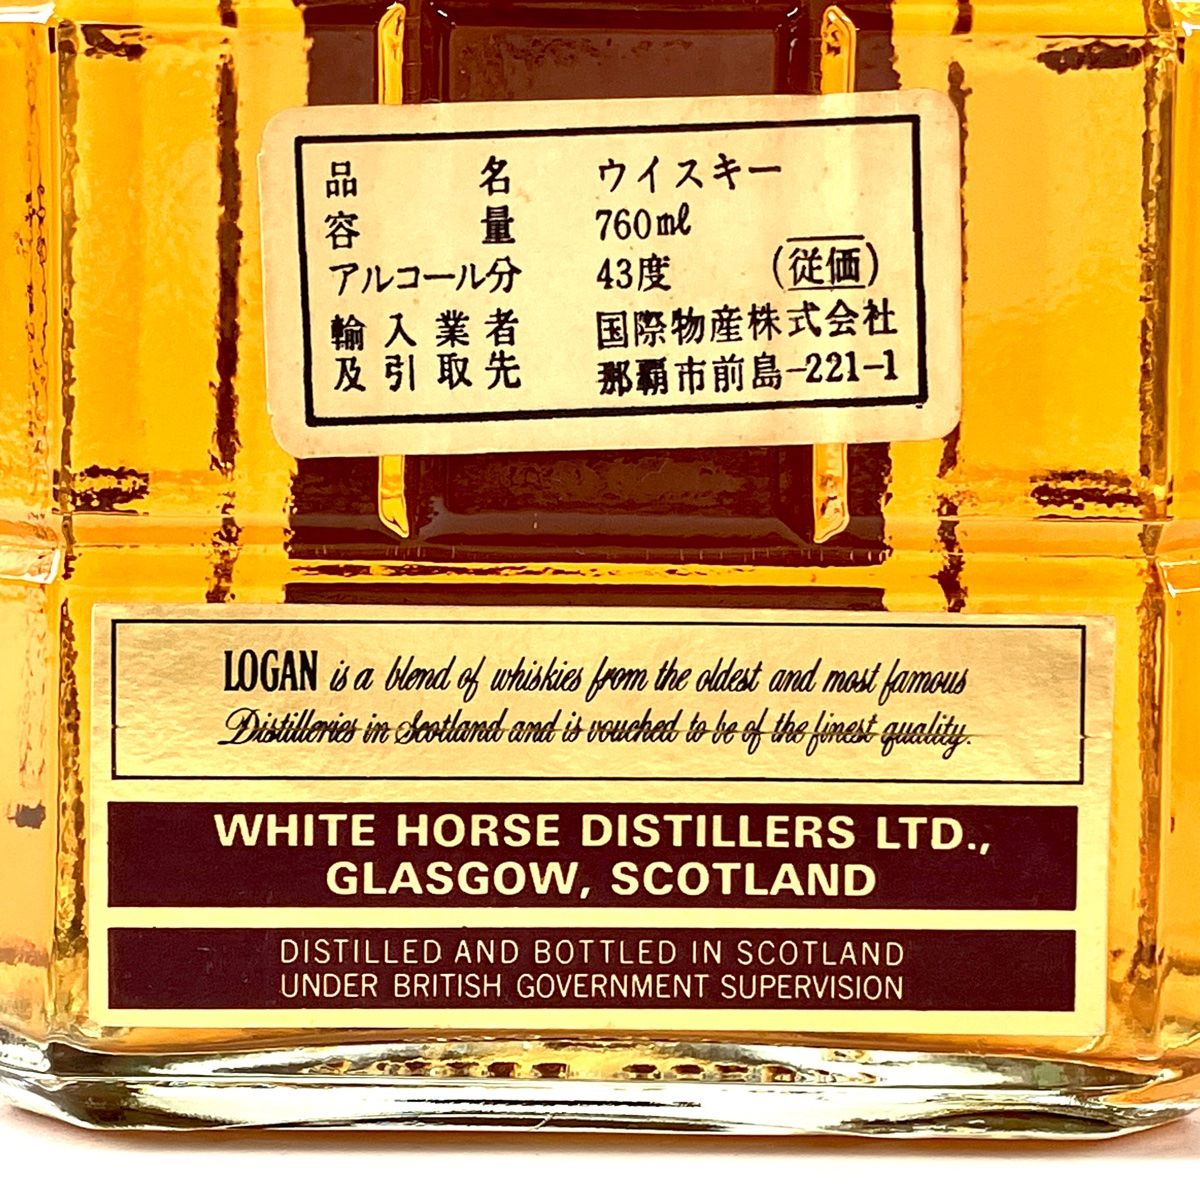 品名 ウイスキー
容量 760ml
アルコール分 43度 (従価)
輸入業者 国際物産株式会社
及引取先 那覇市前島-221-1
LOGAN is a blend of whiskies from the oldest and most famous
Distilleries in Scotland and is vouched to be of the finest quality.
WHITE HORSE DISTILLERS LTD.,
GLASGOW, SCOTLAND
DISTILLED AND BOTTLED IN SCOTLAND
UNDER BRITISH GOVERNMENT SUPERVISION